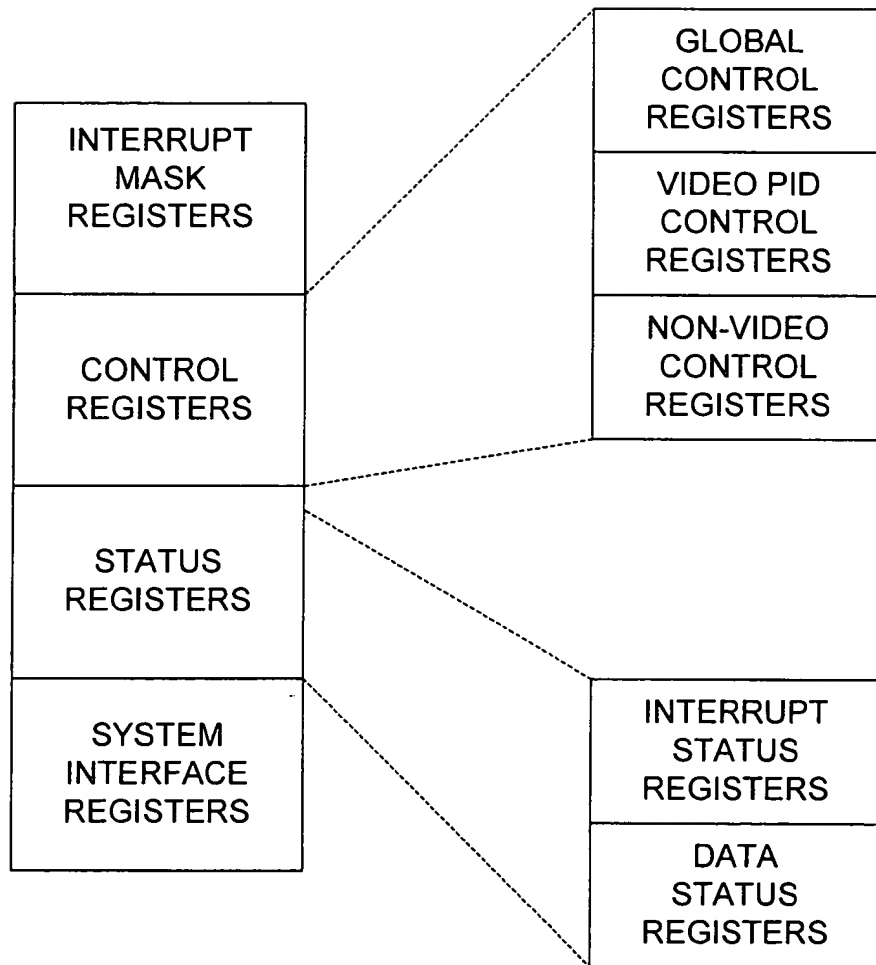 INTERRUPT
MASK
REGISTERS
CONTROL
REGISTERS
STATUS
REGISTERS
SYSTEM
INTERFACE
REGISTERS
GLOBAL
CONTROL
REGISTERS
VIDEO PID
CONTROL
REGISTERS
NON-VIDEO
CONTROL
REGISTERS
INTERRUPT
STATUS
REGISTERS
DATA
STATUS
REGISTERS